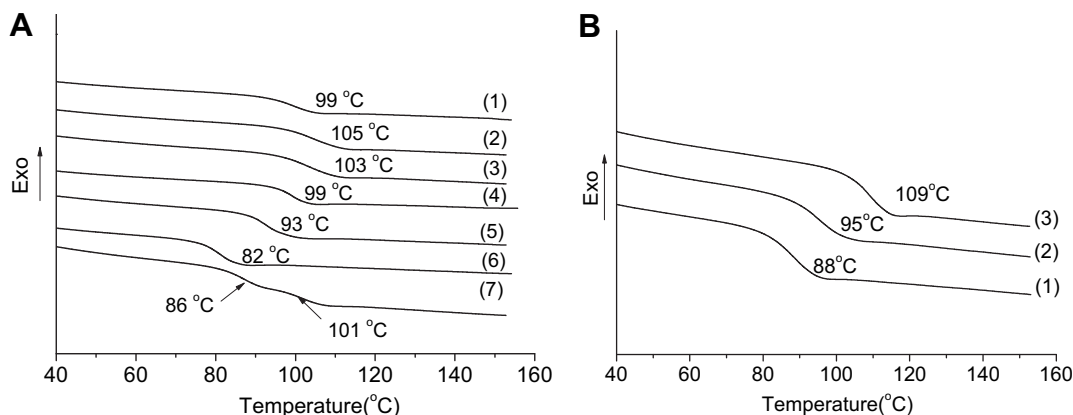 A
99 °C
(1)
105 °C
(2)
103 °C
(3)
99 °C
(4)
93 °C
(5)
82 °C
(6)
(7)
86 °C
101 °C
Exo
40 60 80 100 120 140 160
Temperature(°C)
B
109°C
(3)
95°C
(2)
88°C
(1)
Exo
40 60 80 100 120 140 160
Temperature(°C)